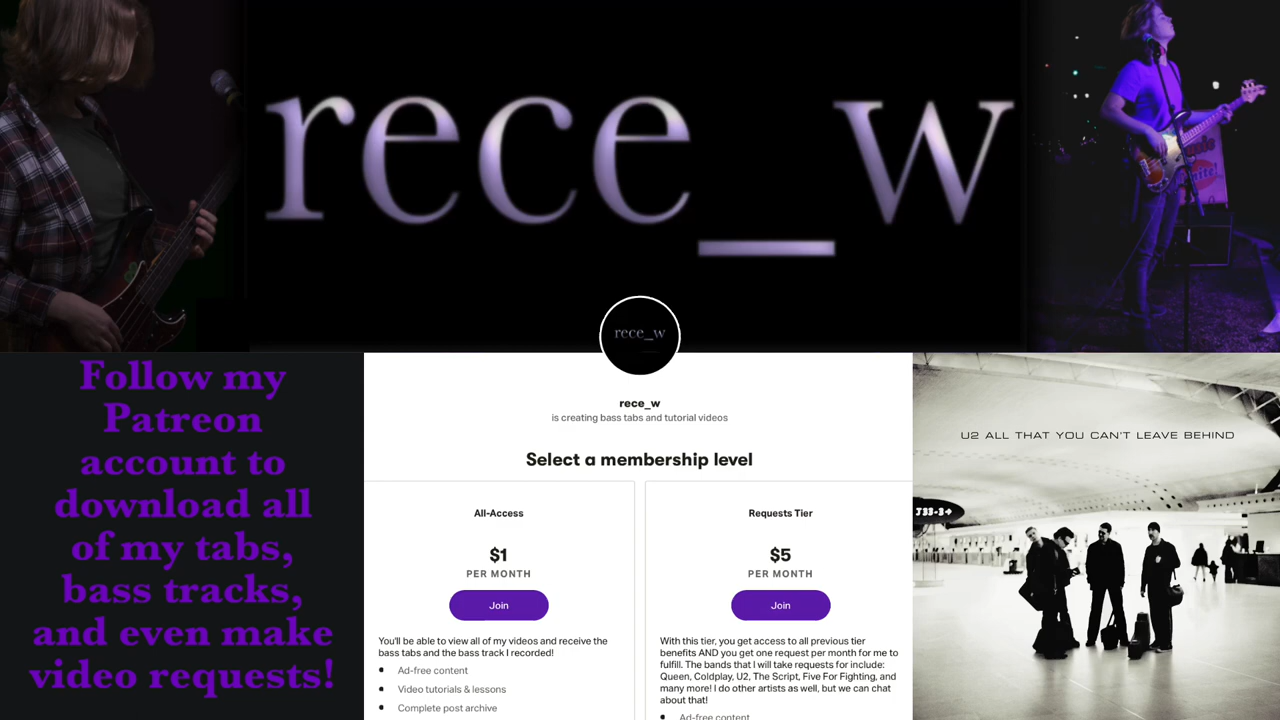 rece_w
rece_w
Follow my
Patreon
account to
download all
of my tabs,
bass tracks,
and even make
video requests!
rece_w
is creating bass tabs and tutorial videos
Select a membership level
All-Access
$1
PER MONTH
Join
You'll be able to view all of my videos and receive the
bass tabs and the bass track I recorded!
Ad-free content
Video tutorials & lessons
Complete post archive
Requests Tier
$5
PER MONTH
Join
With this tier, you get access to all previous tier
benefits AND you get one request per month for me to
fulfill. The bands that I will take requests for include:
Queen, Coldplay, U2, The Script, Five For Fighting, and
many more! I do other artists as well, but we can chat
about that!
Ad-free content
U2 ALL THAT YOU CAN'T LEAVE BEHIND
J33-3→